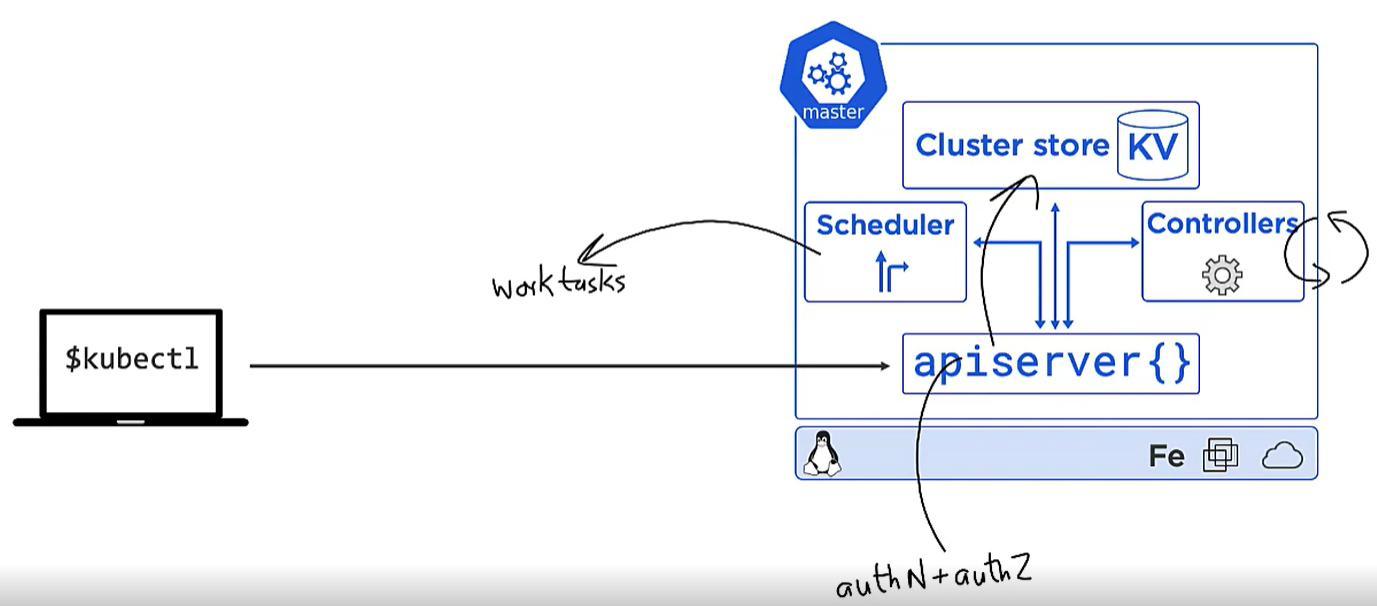 master
Cluster store KV
Scheduler
Controllers
work tasks
$kubectl
apiserver{}
Fe
authN+authZ